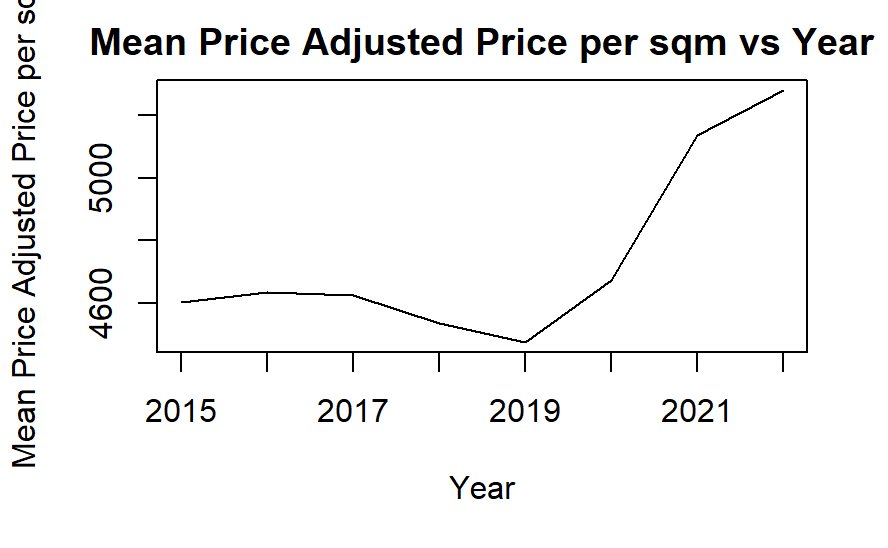 Mean Price Adjusted Price per sqm vs Year
Mean Price Adjusted Price per
5000
4600
2015 2017 2019 2021
Year